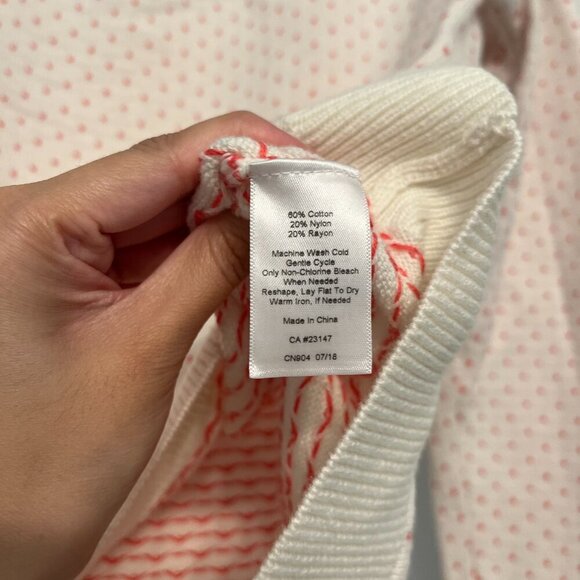 60% Cotton
20% Nylon
20% Rayon
Machine Wash Cold
Gentle Cycle
Only Non-Chlorine Bleach
When Needed
Reshape, Lay Flat To Dry
Warm Iron, If Needed
Made In China
CA #23147
CN904 07/18